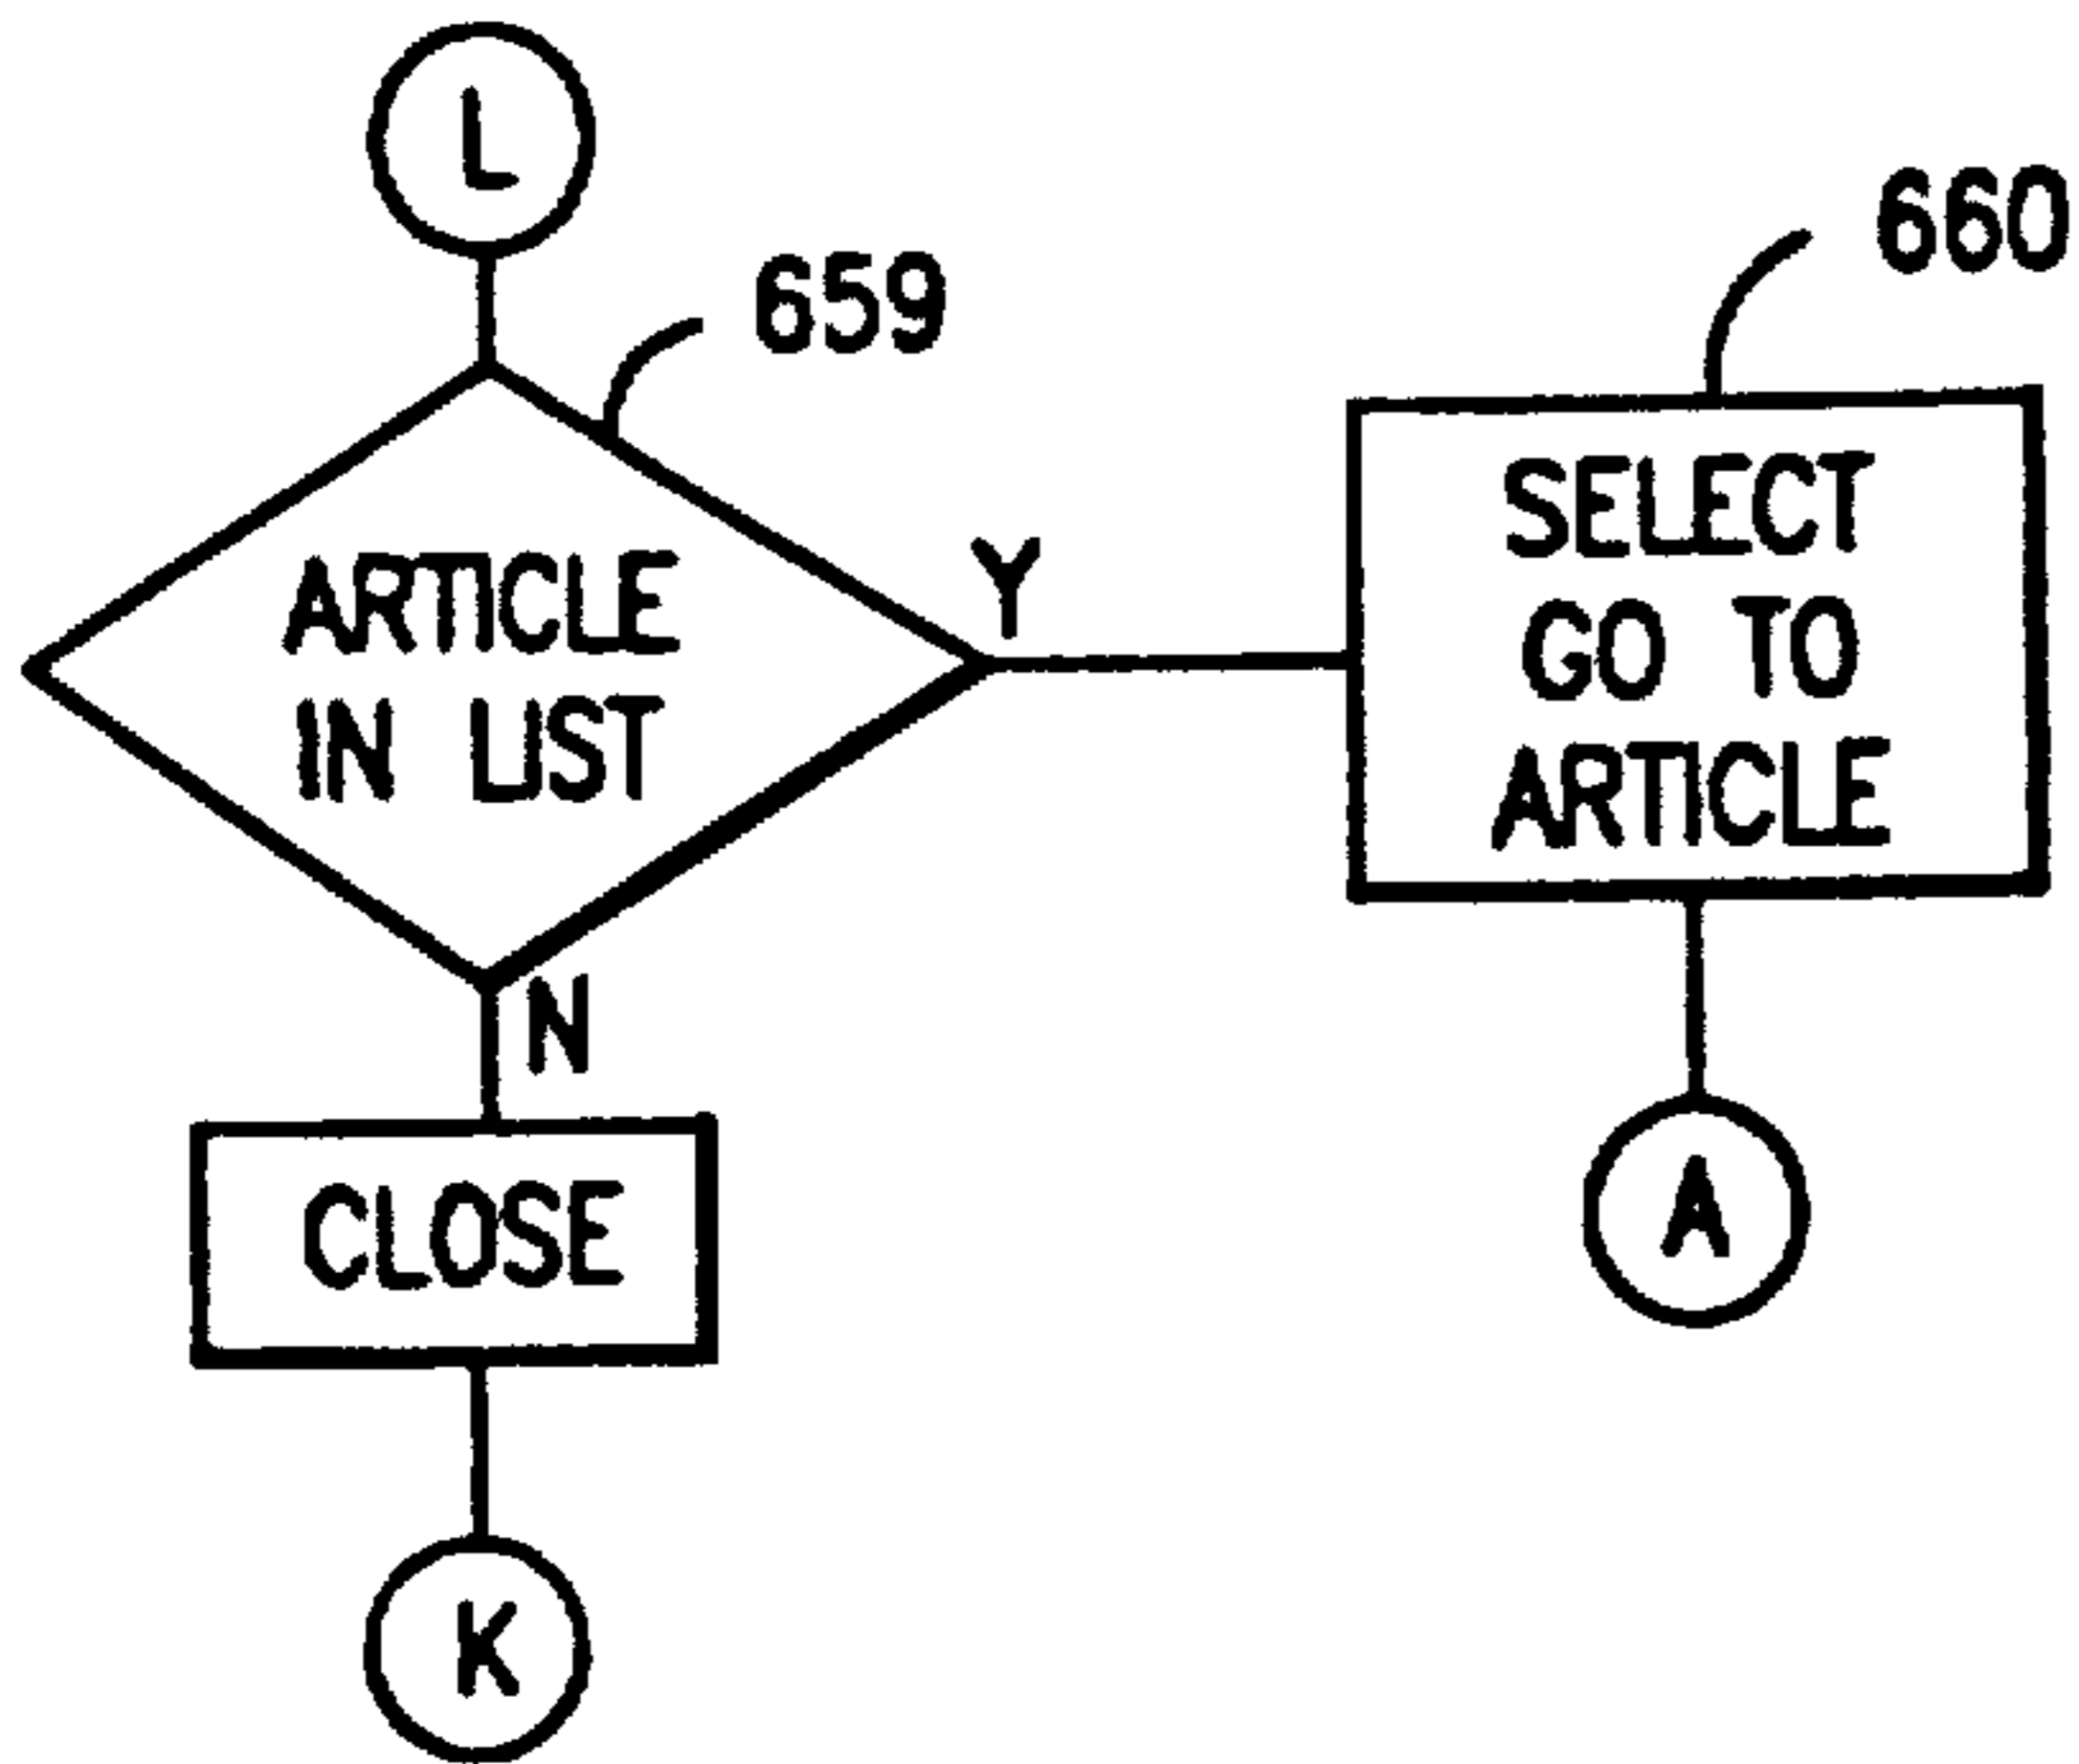 L
659
660
ARTICLE
IN LIST
Y
SELECT
GO TO
ARTICLE
N
CLOSE
A
K